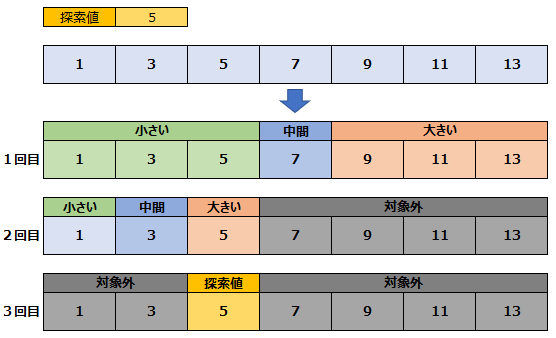 探索値 5
1 3 5 7 9 11 13
小さい 中間 大きい
1回目 1 3 5 7 9 11 13
小さい 中間 大きい 対象外
2回目 1 3 5 7 9 11 13
対象外 探索値 対象外
3回目 1 3 5 7 9 11 13